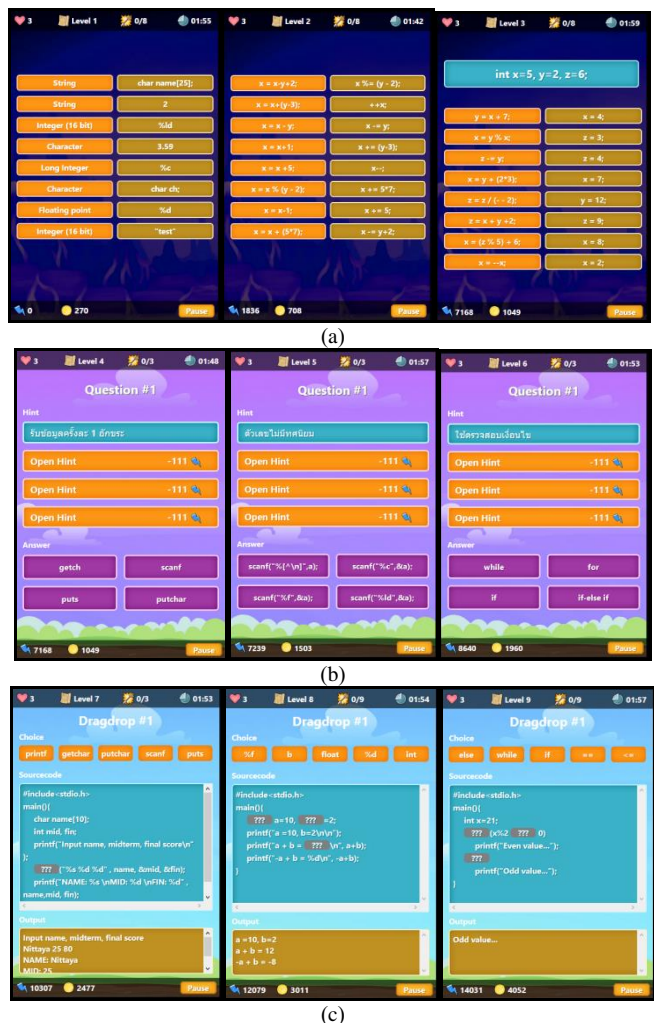 3 Level 1 0/8 01:55
String char name[25];
String 2
Integer (16 bit) %ld
Character 3.59
Long Integer %c
Character char ch;
Floating point %d
Integer (16 bit) "test"
0 270 Pause
3 Level 2 0/8 01:42
x = x-y+2; x %= (y - 2);
x = x+(y-3); ++x;
x = x - y; x -= y;
x = x+1; x += (y-3);
x = x +5; x--;
x = x % (y - 2); x += 5*7;
x = x-1; x += 5;
x = x + (5*7); x -= y+2;
1836 708 Pause
3 Level 3 0/8 01:59
int x=5, y=2, z=6;
y = x + 7; x = 4;
x = y % x; z = 3;
z -= y; z = 4;
x = y + (2*3); x = 7;
z = z / (- - 2); y = 12;
z = x + y +2; z = 9;
x = (z % 5) + 6; x = 8;
x = --x; x = 2;
7168 1049 Pause
(a)
3 Level 4 0/3 01:48
Question #1
Hint
รับข้อมูลครั้งละ 1 อักขระ
Open Hint -111
Open Hint -111
Open Hint -111
Answer
getch scanf
puts putchar
7168 1049 Pause
3 Level 5 0/3 01:57
Question #1
Hint
ตัวเลขไม่มีทศนิยม
Open Hint -111
Open Hint -111
Open Hint -111
Answer
scanf("%[^\n]",a); scanf("%c",&a);
scanf("%f",&a); scanf("%ld",&a);
7239 1503 Pause
3 Level 6 0/3 01:53
Question #1
Hint
ใช้ตรวจสอบเงื่อนไข
Open Hint -111
Open Hint -111
Open Hint -111
Answer
while for
if if-else if
8640 1960 Pause
(b)
3 Level 7 0/3 01:53
Dragdrop #1
Choice
printf getchar putchar scanf puts
Sourcecode
#include<stdio.h>
main(){
char name[10];
int mid, fin;
printf("Input name, midterm, final score\n"
);
??? ("%s %d %d" , name, &mid, &fin);
printf("NAME: %s \nMID: %d \nFIN: %d" ,
name,mid, fin);
Output
Input name, midterm, final score
Nittaya 25 80
NAME: Nittaya
MID: 25
10307 2477 Pause
3 Level 8 0/9 01:54
Dragdrop #1
Choice
%f b float %d int
Sourcecode
#include<stdio.h>
main(){
??? a=10, ??? =2;
printf("a =10, b=2\n\n");
printf("a + b = ??? \n", a+b);
printf("-a + b = %d\n", -a+b);
}
Output
a =10, b=2
a + b = 12
-a + b = -8
12079 3011 Pause
3 Level 9 0/9 01:57
Dragdrop #1
Choice
else while if == <=
Sourcecode
#include<stdio.h>
main(){
int x=21;
??? (x%2 ??? 0)
printf("Even value...");
???
printf("Odd value...");
}
Output
Odd value...
14031 4052 Pause
(c)